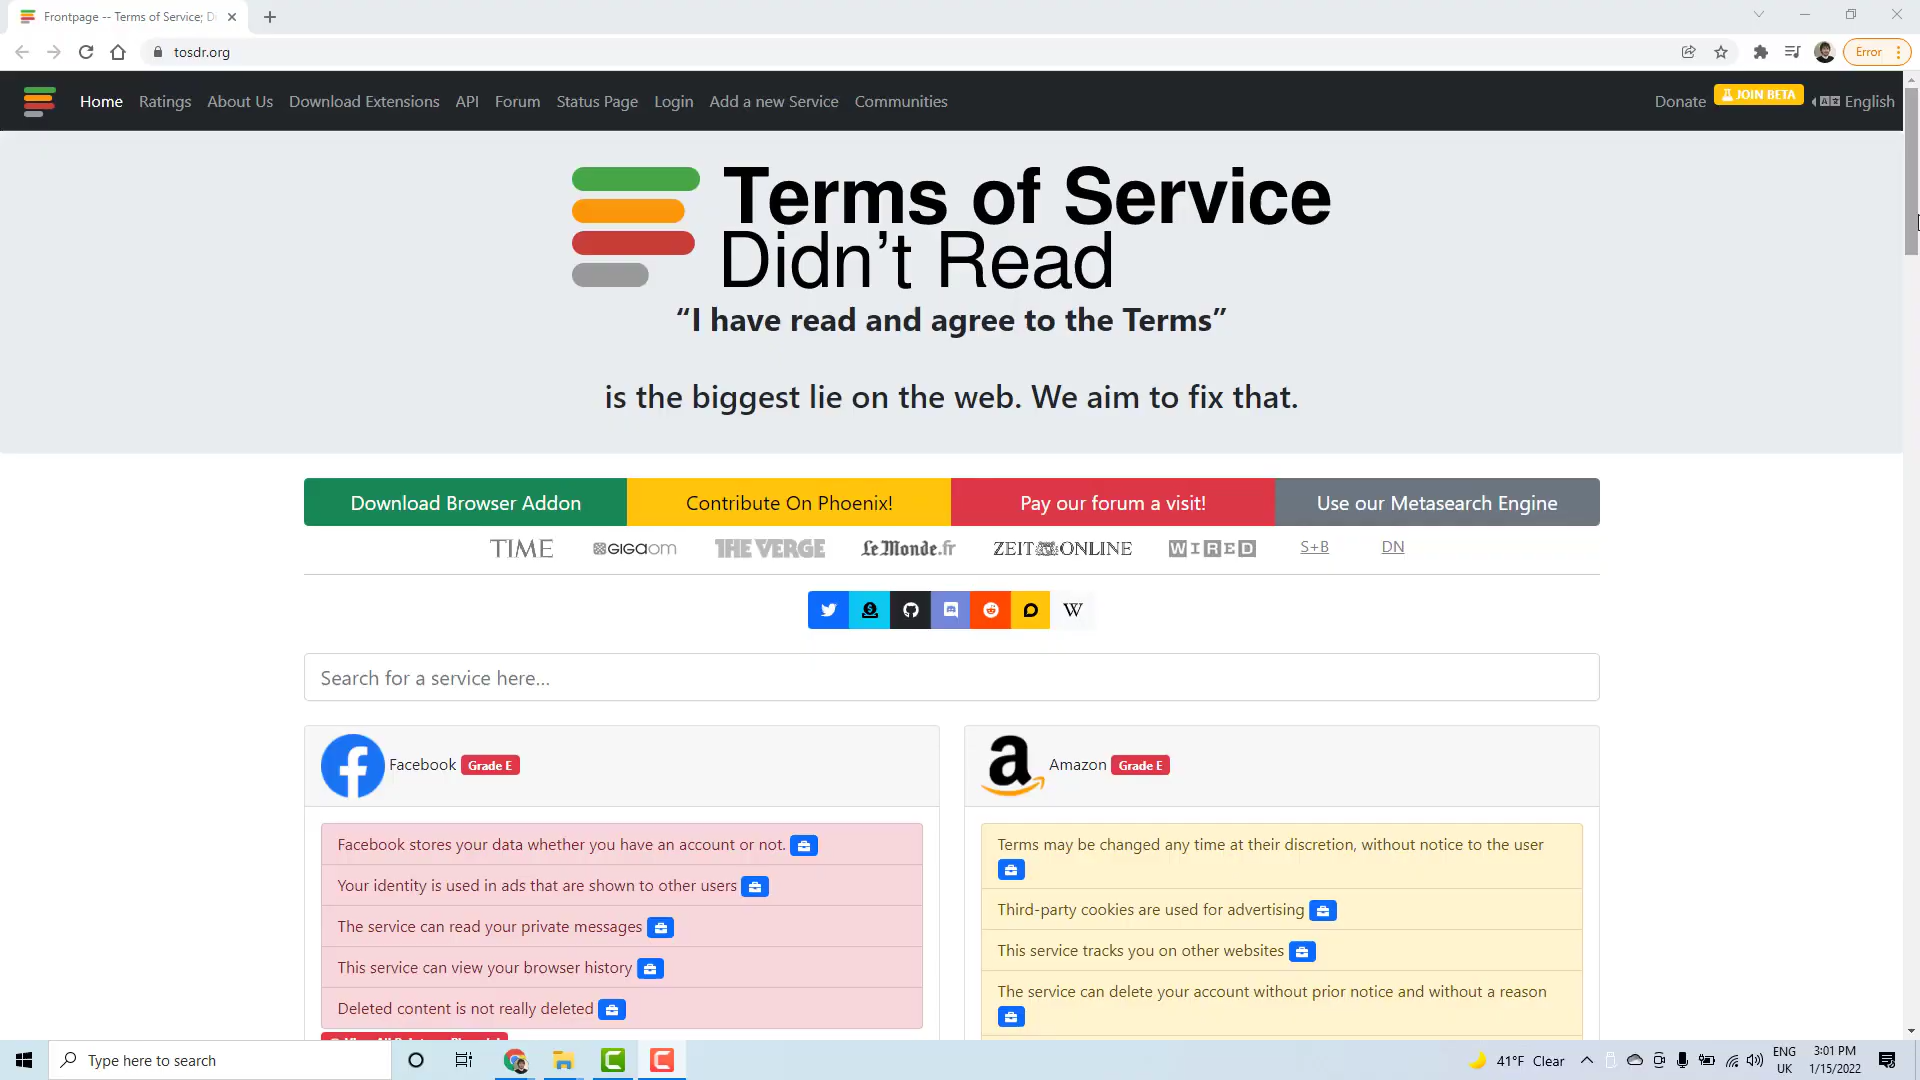 Frontpage -- Terms of Service; D
tosdr.org
Error
Home Ratings About Us Download Extensions API Forum Status Page Login Add a new Service Communities
Donate JOIN BETA English
Terms of Service
Didn't Read
“I have read and agree to the Terms”
is the biggest lie on the web. We aim to fix that.
Download Browser Addon Contribute On Phoenix! Pay our forum a visit! Use our Metasearch Engine
TIME GIGAOM THE VERGE Le Monde.fr ZEIT ONLINE WIRED S+B DN
W
Search for a service here...
Facebook Grade E
Facebook stores your data whether you have an account or not.
Your identity is used in ads that are shown to other users
The service can read your private messages
This service can view your browser history
Deleted content is not really deleted
a Amazon Grade E
Terms may be changed any time at their discretion, without notice to the user
Third-party cookies are used for advertising
This service tracks you on other websites
The service can delete your account without prior notice and without a reason
Type here to search
41°F Clear
ENG
UK
3:01 PM
1/15/2022